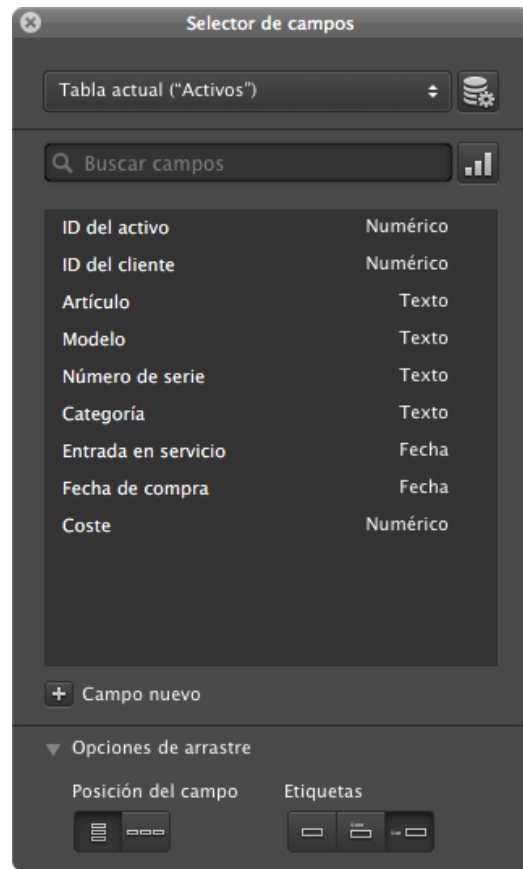 Selector de campos
Tabla actual (“Activos”)
Buscar campos
ID del activo Numérico
ID del cliente Numérico
Artículo Texto
Modelo Texto
Número de serie Texto
Categoría Texto
Entrada en servicio Fecha
Fecha de compra Fecha
Coste Numérico
Campo nuevo
Opciones de arrastre
Posición del campo Etiquetas